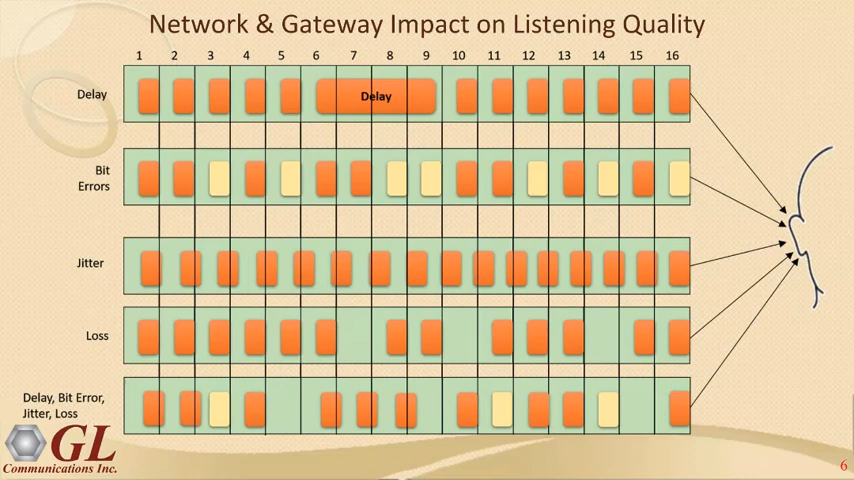 Network & Gateway Impact on Listening Quality
1 2 3 4 5 6 7 8 9 10 11 12 13 14 15 16
Delay
Delay
Bit
Errors
Jitter
Loss
Delay, Bit Error,
Jitter, Loss
GL
Communications Inc.
6